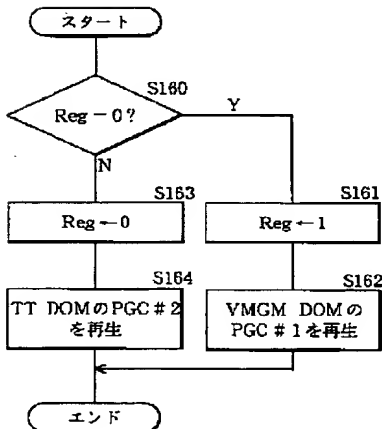 スタート
S160
Reg=0?
Y
N
S163
Reg←0
S161
Reg←1
S164
TT DOMのPGC#2
を再生
S162
VMGM DOMの
PGC#1を再生
エンド